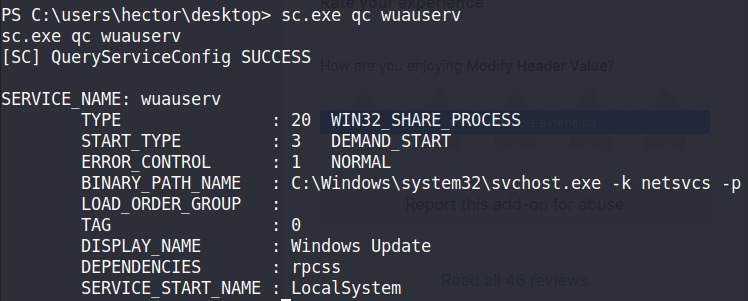 Rate your experience
PS C:\users\hector\desktop> sc.exe qc wuauserv
sc.exe qc wuauserv
[SC] QueryServiceConfig SUCCESS
How are you enjoying Modify Header Value?
SERVICE_NAME: wuauserv
        TYPE               : 20  WIN32_SHARE_PROCESS
        START_TYPE         : 3   DEMAND_START
        ERROR_CONTROL      : 1   NORMAL
        BINARY_PATH_NAME   : C:\Windows\system32\svchost.exe -k netsvcs -p
        LOAD_ORDER_GROUP   :
Report this add-on for abuse
        TAG                : 0
        DISPLAY_NAME       : Windows Update
        DEPENDENCIES       : rpcss
Read all 46 reviews
        SERVICE_START_NAME : LocalSystem